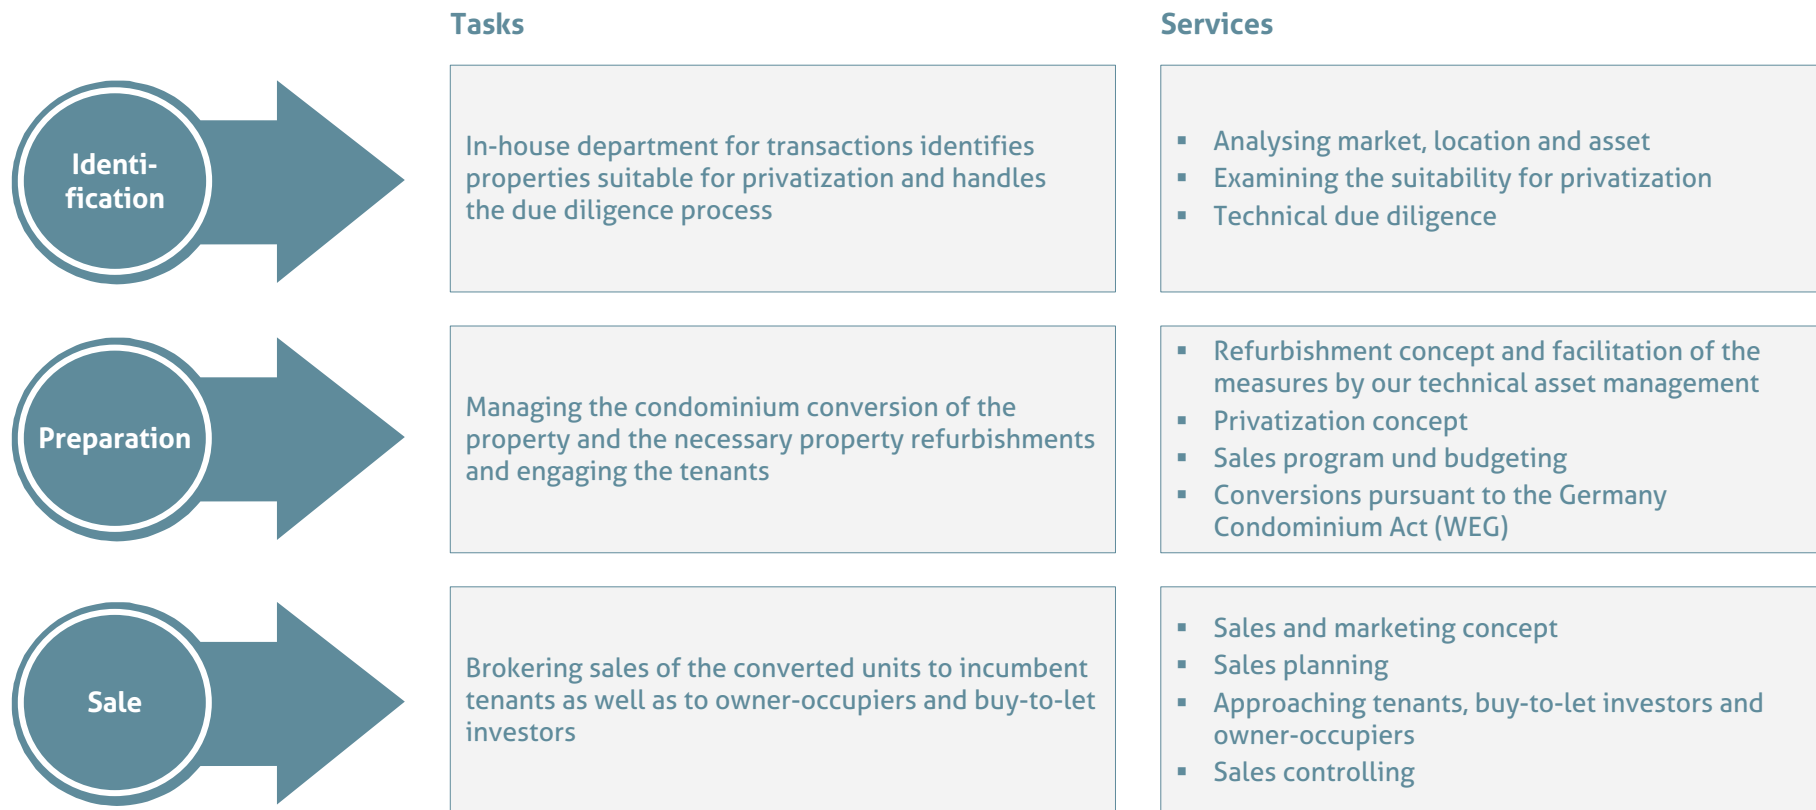 Tasks
Services
Identi-
fication
In-house department for transactions identifies
properties suitable for privatization and handles
the due diligence process
▪ Analysing market, location and asset
▪ Examining the suitability for privatization
▪ Technical due diligence
Preparation
Managing the condominium conversion of the
property and the necessary property refurbishments
and engaging the tenants
▪ Refurbishment concept and facilitation of the
measures by our technical asset management
▪ Privatization concept
▪ Sales program und budgeting
▪ Conversions pursuant to the Germany
Condominium Act (WEG)
Sale
Brokering sales of the converted units to incumbent
tenants as well as to owner-occupiers and buy-to-let
investors
▪ Sales and marketing concept
▪ Sales planning
▪ Approaching tenants, buy-to-let investors and
owner-occupiers
▪ Sales controlling